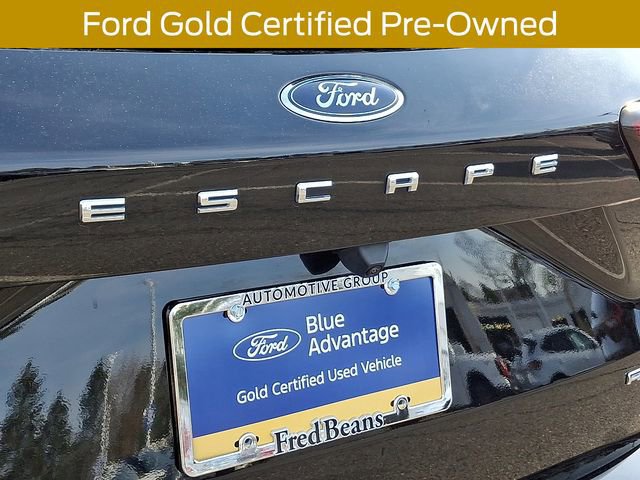 Ford Gold Certified Pre-Owned
Ford
ESCAPE
AUTOMOTIVE GROUP
Ford
Blue
Advantage
Gold Certified Used Vehicle
FredBeans